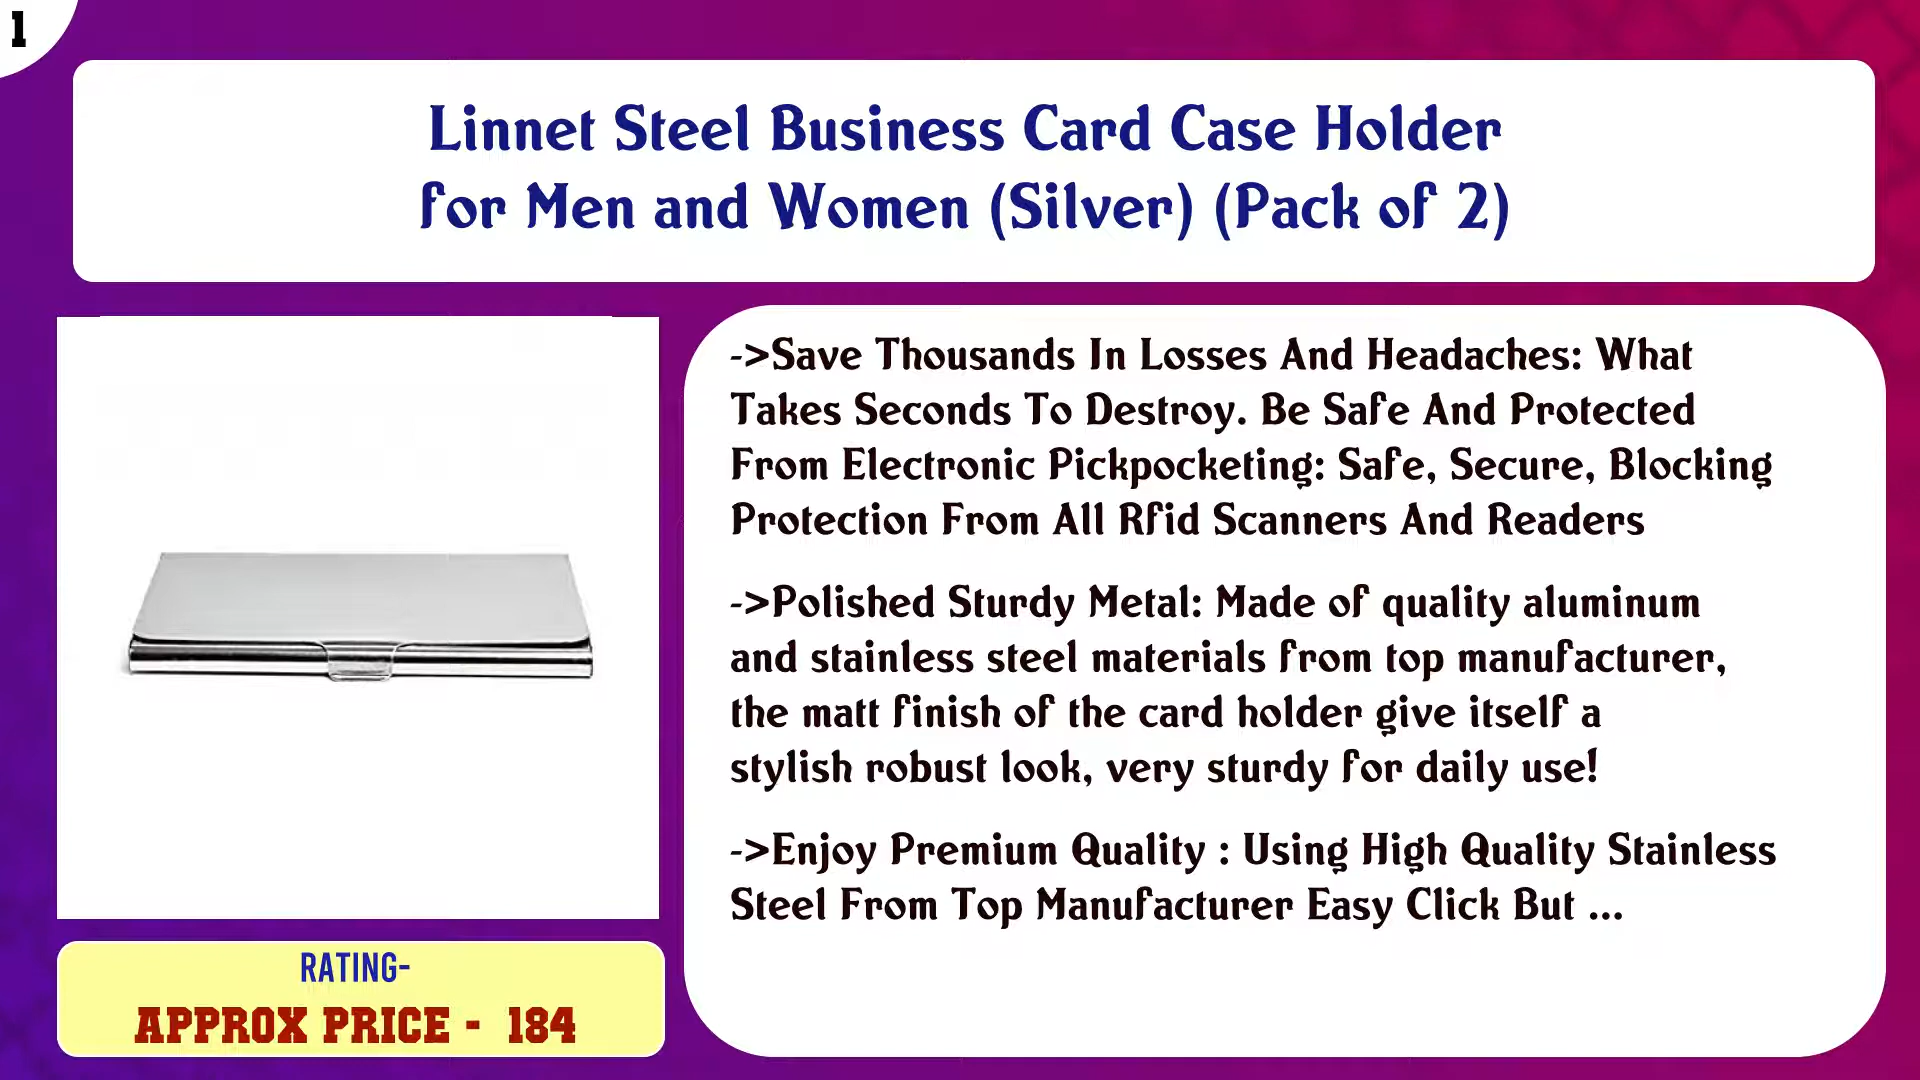 1
Linnet Steel Business Card Case Holder
for Men and Women (Silver) (Pack of 2)
->Save Thousands In Losses And Headaches: What
Takes Seconds To Destroy. Be Safe And Protected
From Electronic Pickpocketing: Safe, Secure, Blocking
Protection From All Rfid Scanners And Readers
->Polished Sturdy Metal: Made of quality aluminum
and stainless steel materials from top manufacturer,
the matt finish of the card holder give itself a
stylish robust look, very sturdy for daily use!
->Enjoy Premium Quality : Using High Quality Stainless
Steel From Top Manufacturer Easy Click But ...
RATING-
APPROX PRICE - 184